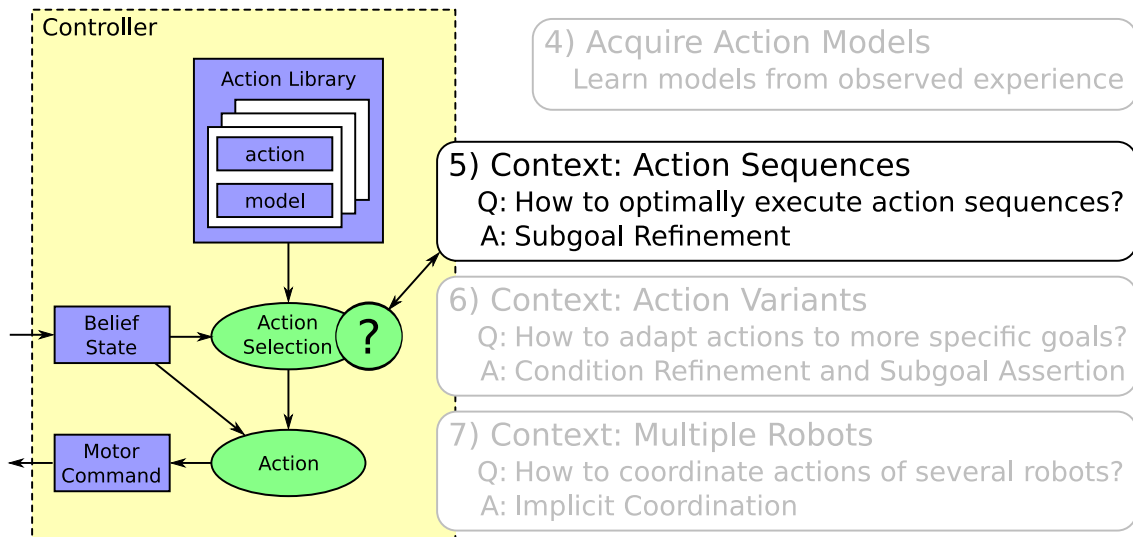 Controller
Action Library
action
model
Belief
State
Action
Selection
?
Motor
Command
Action
4) Acquire Action Models
Learn models from observed experience
5) Context: Action Sequences
Q: How to optimally execute action sequences?
A: Subgoal Refinement
6) Context: Action Variants
Q: How to adapt actions to more specific goals?
A: Condition Refinement and Subgoal Assertion
7) Context: Multiple Robots
Q: How to coordinate actions of several robots?
A: Implicit Coordination